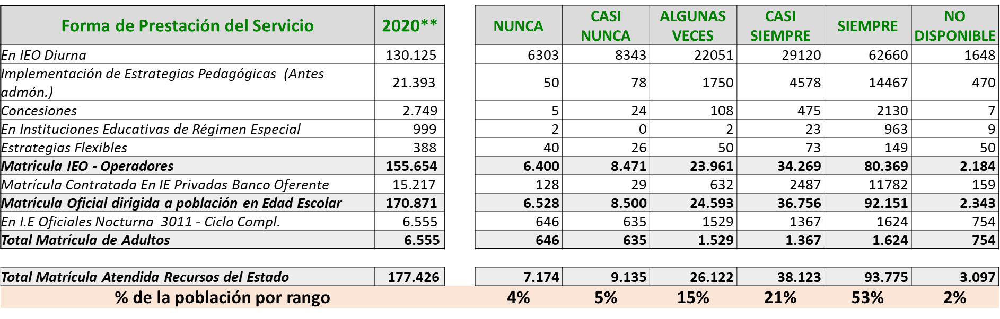 Forma de Prestación del Servicio 2020** NUNCA CASI NUNCA ALGUNAS VECES CASI SIEMPRE SIEMPRE NO DISPONIBLE
En IEO Diurna 130.125 6303 8343 22051 29120 62660 1648
Implementación de Estrategias Pedagógicas (Antes
admón.) 21.393 50 78 1750 4578 14467 470
Concesiones 2.749 5 24 108 475 2130 7
En Instituciones Educativas de Régimen Especial 999 2 0 2 23 963 9
Estrategias Flexibles 388 40 26 50 73 149 50
Matricula IEO - Operadores 155.654 6.400 8.471 23.961 34.269 80.369 2.184
Matrícula Contratada En IE Privadas Banco Oferente 15.217 128 29 632 2487 11782 159
Matrícula Oficial dirigida a población en Edad Escolar 170.871 6.528 8.500 24.593 36.756 92.151 2.343
En I.E Oficiales Nocturna 3011 - Ciclo Compl. 6.555 646 635 1529 1367 1624 754
Total Matrícula de Adultos 6.555 646 635 1.529 1.367 1.624 754
Total Matrícula Atendida Recursos del Estado 177.426 7.174 9.135 26.122 38.123 93.775 3.097
% de la población por rango 4% 5% 15% 21% 53% 2%